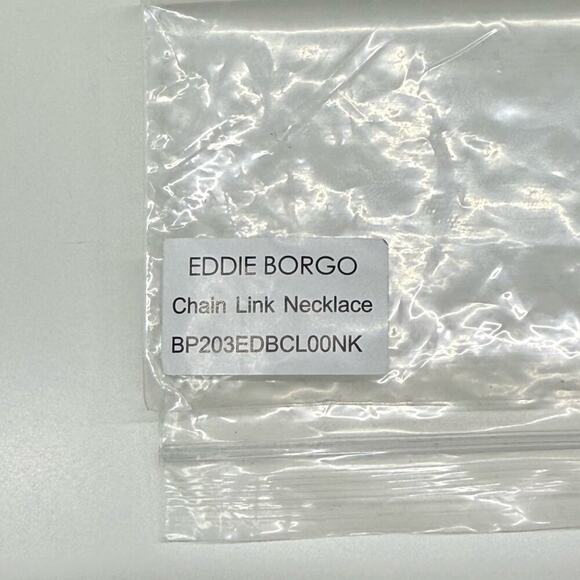 EDDIE BORGO
Chain Link Necklace
BP203EDBCL00NK